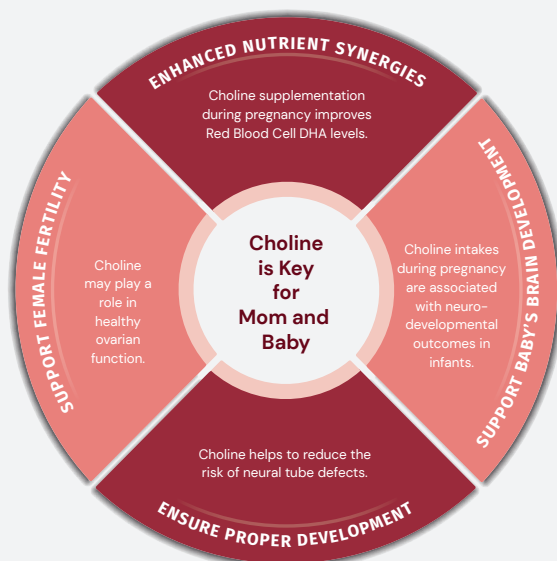 ENHANCED NUTRIENT SYNERGIES
Choline supplementation
during pregnancy improves
Red Blood Cell DHA levels.
SUPPORT FEMALE FERTILITY
Choline
may play a
role in
healthy
ovarian
function.
Choline
is Key
for
Mom and
Baby
Choline intakes
during pregnancy
are associated
with neuro-
developmental
outcomes in
infants.
SUPPORT BABY'S BRAIN DEVELOPMENT
Choline helps to reduce the
risk of neural tube defects.
ENSURE PROPER DEVELOPMENT